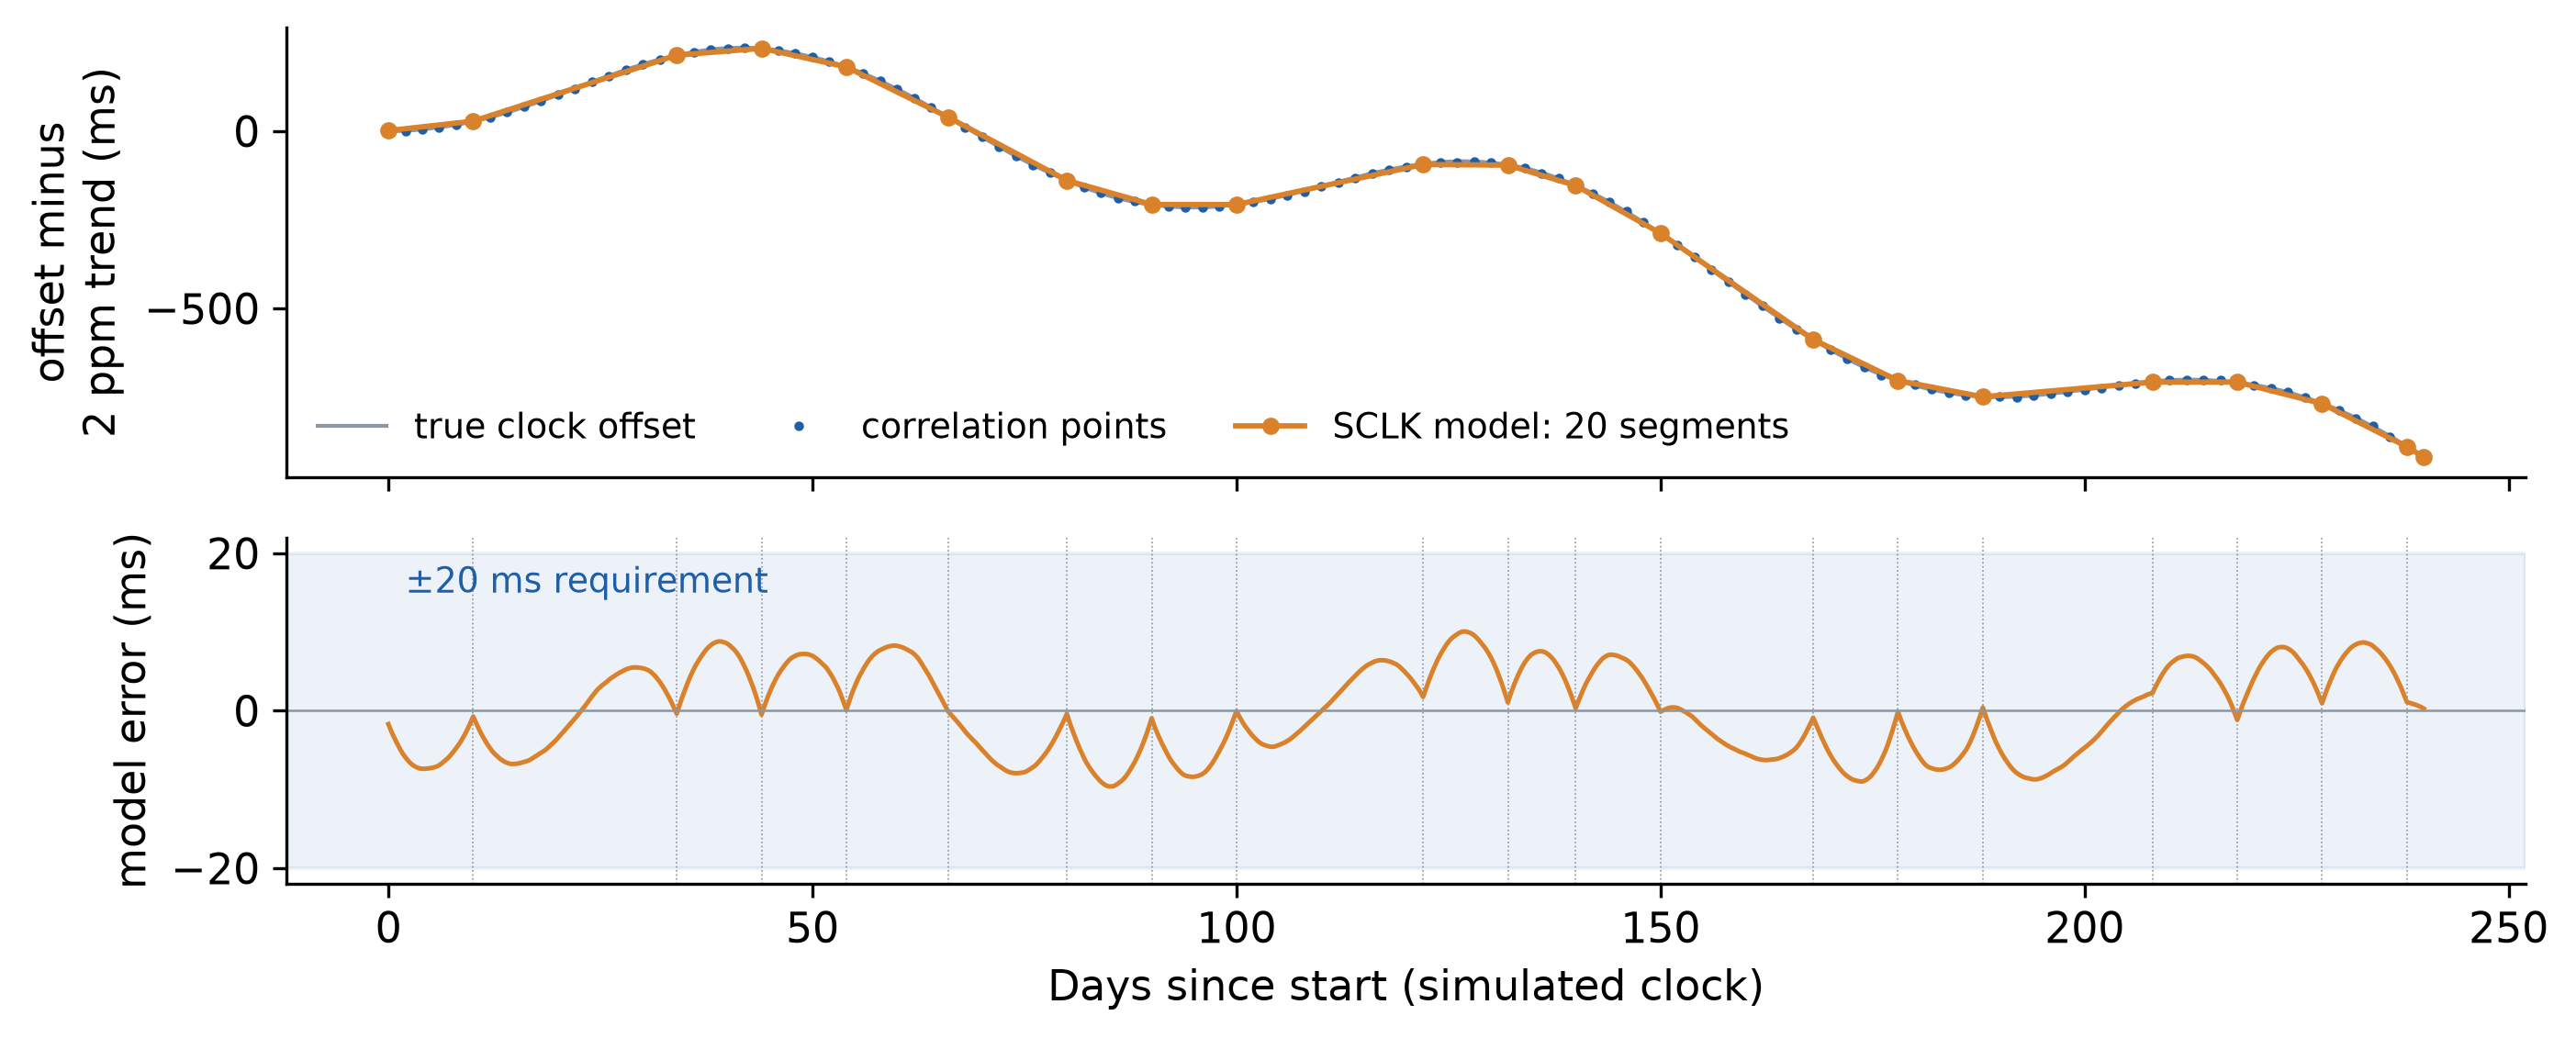 offset minus
2 ppm trend (ms)
0
−500
true clock offset
correlation points
SCLK model: 20 segments
model error (ms)
20
0
−20
±20 ms requirement
0
50
100
150
200
250
Days since start (simulated clock)